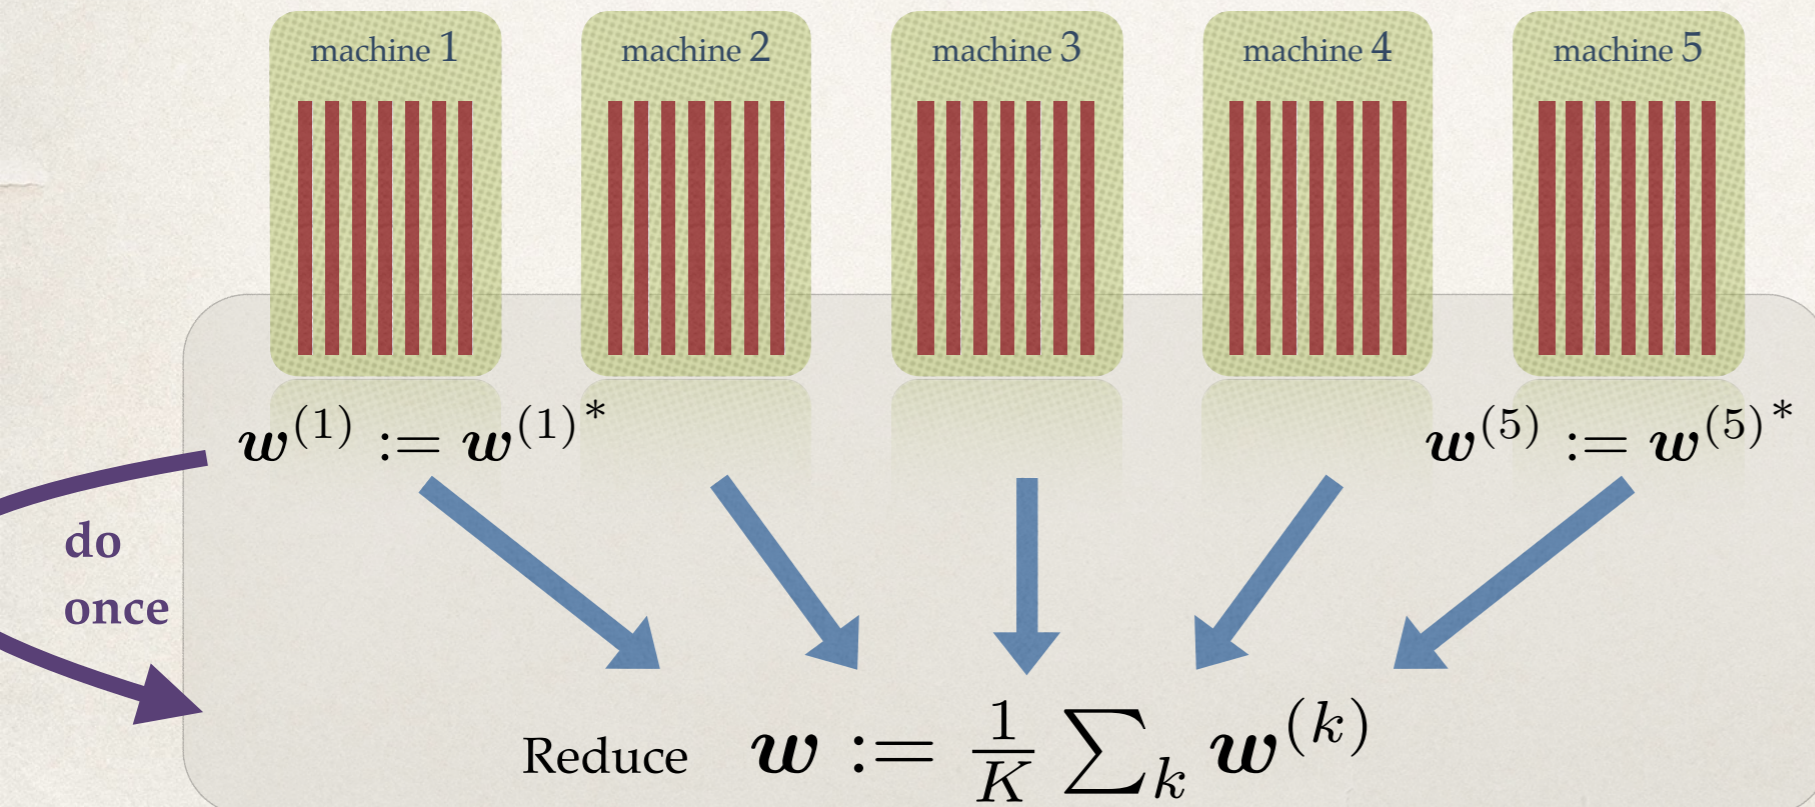 machine 1 machine 2 machine 3 machine 4 machine 5
w^(1) := w^(1)* w^(5) := w^(5)*
do
once
Reduce w := 1/K ∑_k w^(k)